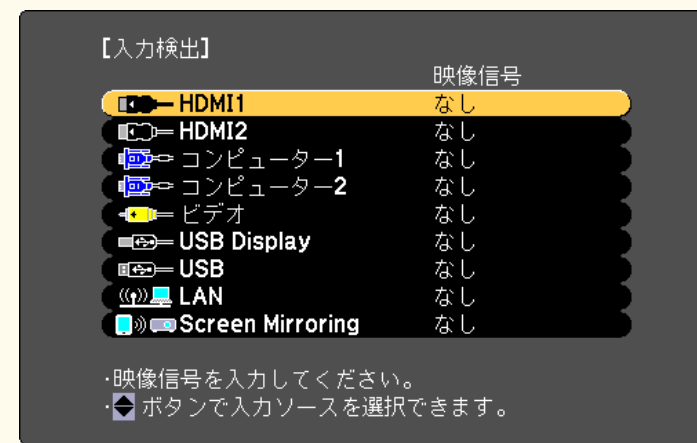 【入力検出】
映像信号
HDMI1 なし
HDMI2 なし
コンピューター1 なし
コンピューター2 なし
ビデオ なし
USB Display なし
USB なし
LAN なし
Screen Mirroring なし
・映像信号を入力してください。
・ボタンで入力ソースを選択できます。